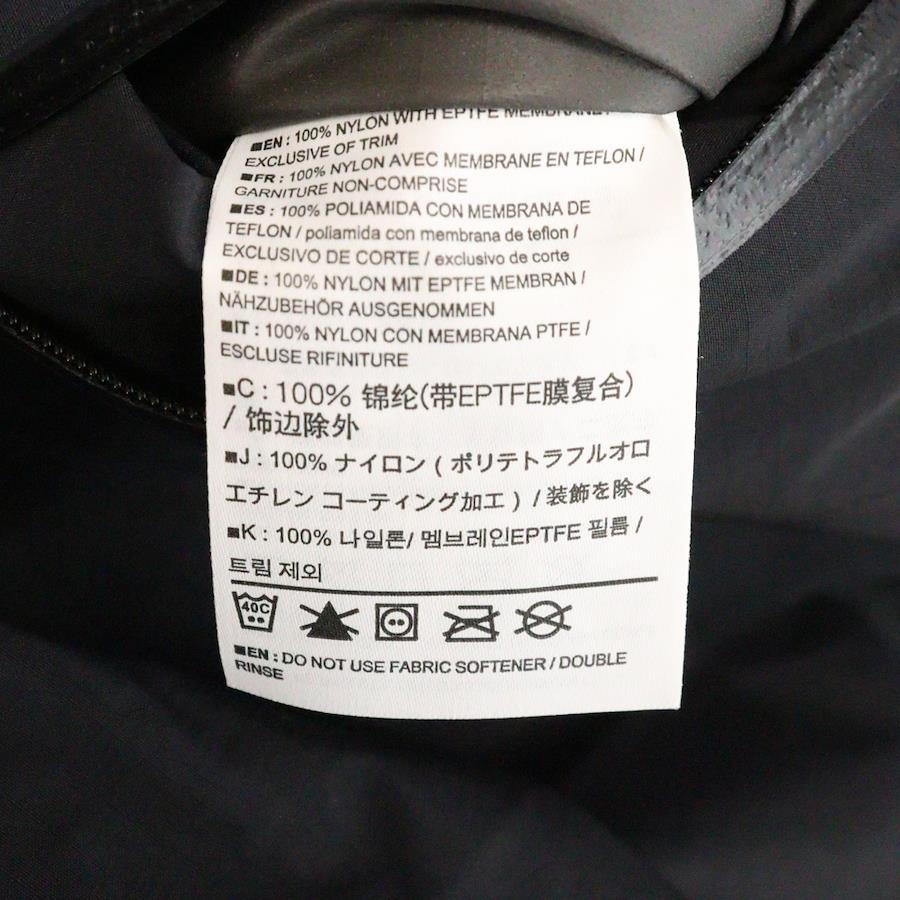 ■EN : 100% NYLON WITH EPTFE MEMBRANE /
EXCLUSIVE OF TRIM
■FR : 100% NYLON AVEC MEMBRANE EN TEFLON /
GARNITURE NON-COMPRISE
■ES : 100% POLIAMIDA CON MEMBRANA DE
TEFLON / poliamida con membrana de teflon /
EXCLUSIVO DE CORTE / exclusivo de corte
■DE : 100% NYLON MIT EPTFE MEMBRAN /
NÄHZUBEHÖR AUSGENOMMEN
■IT : 100% NYLON CON MEMBRANA PTFE /
ESCLUSE RIFINITURE
■C : 100% 锦纶(带EPTFE膜复合)
/ 饰边除外
■J : 100% ナイロン ( ポリテトラフルオロ
エチレン コーティング加工 ) / 装飾を除く
■K : 100% 나일론/ 멤브레인EPTFE 필름 /
트림 제외
40C
■EN : DO NOT USE FABRIC SOFTENER / DOUBLE
RINSE